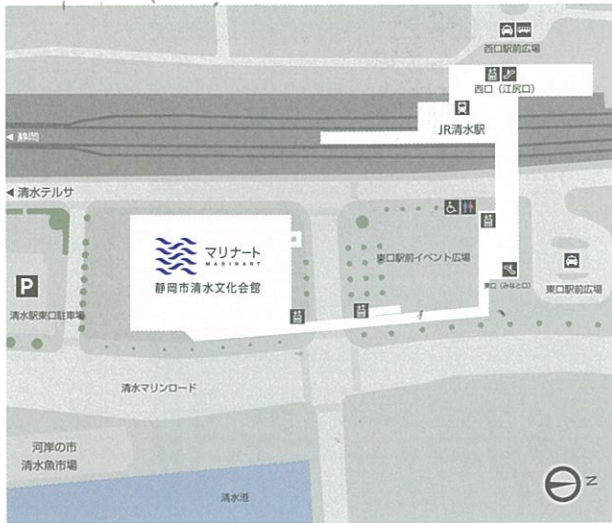 西口駅前広場
西口（江尻口）
JR清水駅
◀ 静岡
◀ 清水テルサ
マリナート
MARINART
静岡市清水文化会館
東口駅前イベント広場
P
清水駅東口駐車場
東口（みなと口）
東口駅前広場
清水マリンロード
河岸の市
清水魚市場
清水港
N